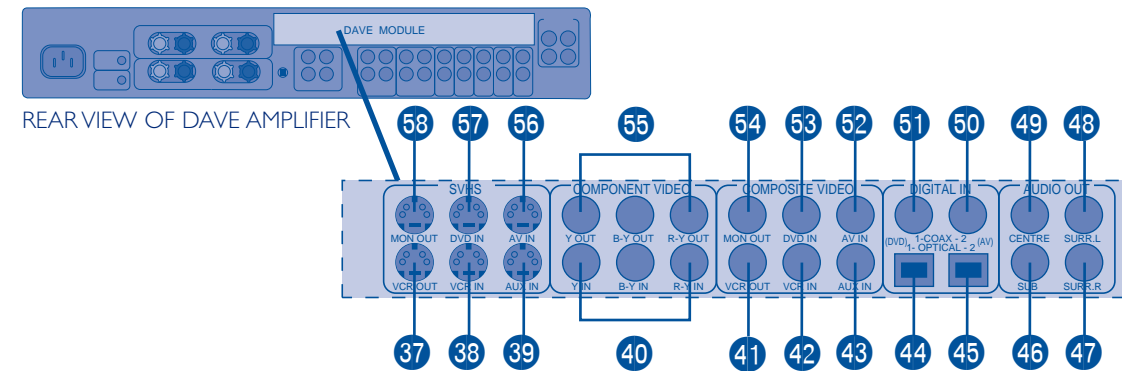 DAVE MODULE
REAR VIEW OF DAVE AMPLIFIER
58 57 56 55 54 53 52 51 50 49 48
SVHS COMPONENT VIDEO COMPOSITE VIDEO DIGITAL IN AUDIO OUT
MON OUT DVD IN AV IN Y OUT B-Y OUT R-Y OUT MON OUT DVD IN AV IN (DVD) 1-COAX - 2 (AV) CENTRE SURR.L
1- OPTICAL - 2
VCR OUT VCR IN AUX IN Y IN B-Y IN R-Y IN VCR OUT VCR IN AUX IN SUB SURR.R
37 38 39 40 41 42 43 44 45 46 47